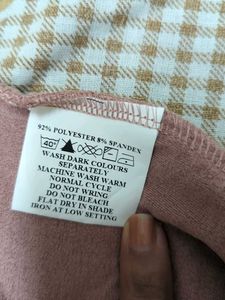 92% POLYESTER 8% SPANDEX
40°
WASH DARK COLOURS
SEPARATELY
MACHINE WASH WARM
NORMAL CYCLE
DO NOT WRING
DO NOT BLEACH
FLAT DRY IN SHADE
IRON AT LOW SETTING